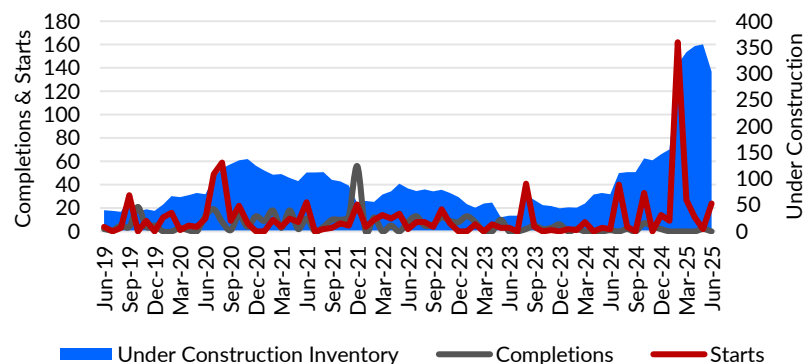 Completions & Starts
180
160
140
120
100
80
60
40
20
0
400
350
300
250
200
150
100
50
0
Under Construction
Jun-19
Sep-19
Dec-19
Mar-20
Jun-20
Sep-20
Dec-20
Mar-21
Jun-21
Sep-21
Dec-21
Mar-22
Jun-22
Sep-22
Dec-22
Mar-23
Jun-23
Sep-23
Dec-23
Mar-24
Jun-24
Sep-24
Dec-24
Mar-25
Jun-25
Under Construction Inventory Completions Starts